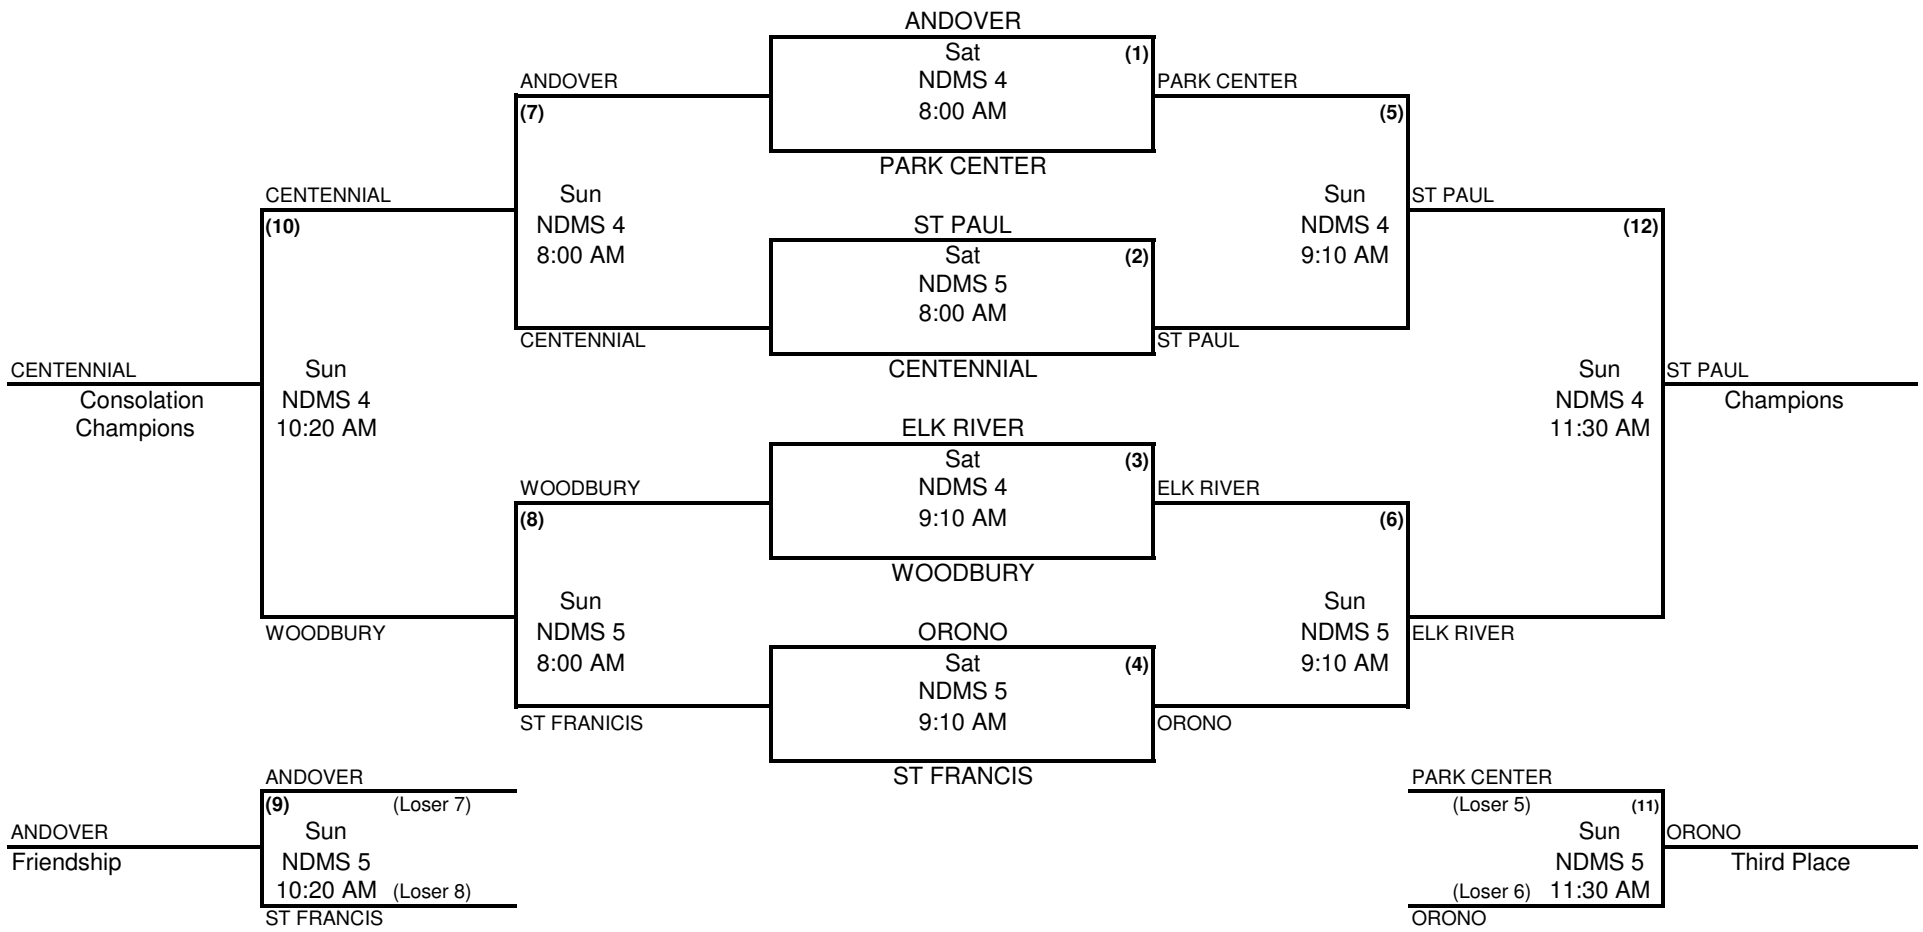 ANDOVER
Sat (1)
NDMS 4
8:00 AM
PARK CENTER
ANDOVER
(7)
Sun
NDMS 4
8:00 AM
CENTENNIAL
PARK CENTER
(5)
Sun
NDMS 4
9:10 AM
ST PAUL
ST PAUL
Sat (2)
NDMS 5
8:00 AM
CENTENNIAL
CENTENNIAL
(10)
Sun
NDMS 4
10:20 AM
WOODBURY
CENTENNIAL
Consolation
Champions
ST PAUL
(12)
Sun
NDMS 4
11:30 AM
ELK RIVER
ST PAUL
Champions
ELK RIVER
Sat (3)
NDMS 4
9:10 AM
WOODBURY
WOODBURY
(8)
Sun
NDMS 5
8:00 AM
ST FRANICIS
ELK RIVER
(6)
Sun
NDMS 5
9:10 AM
ORONO
ORONO
Sat (4)
NDMS 5
9:10 AM
ST FRANCIS
ANDOVER
(9) (Loser 7)
Sun
NDMS 5
10:20 AM (Loser 8)
ST FRANCIS
ANDOVER
Friendship
PARK CENTER
(Loser 5) (11)
Sun
NDMS 5
(Loser 6) 11:30 AM
ORONO
ORONO
Third Place